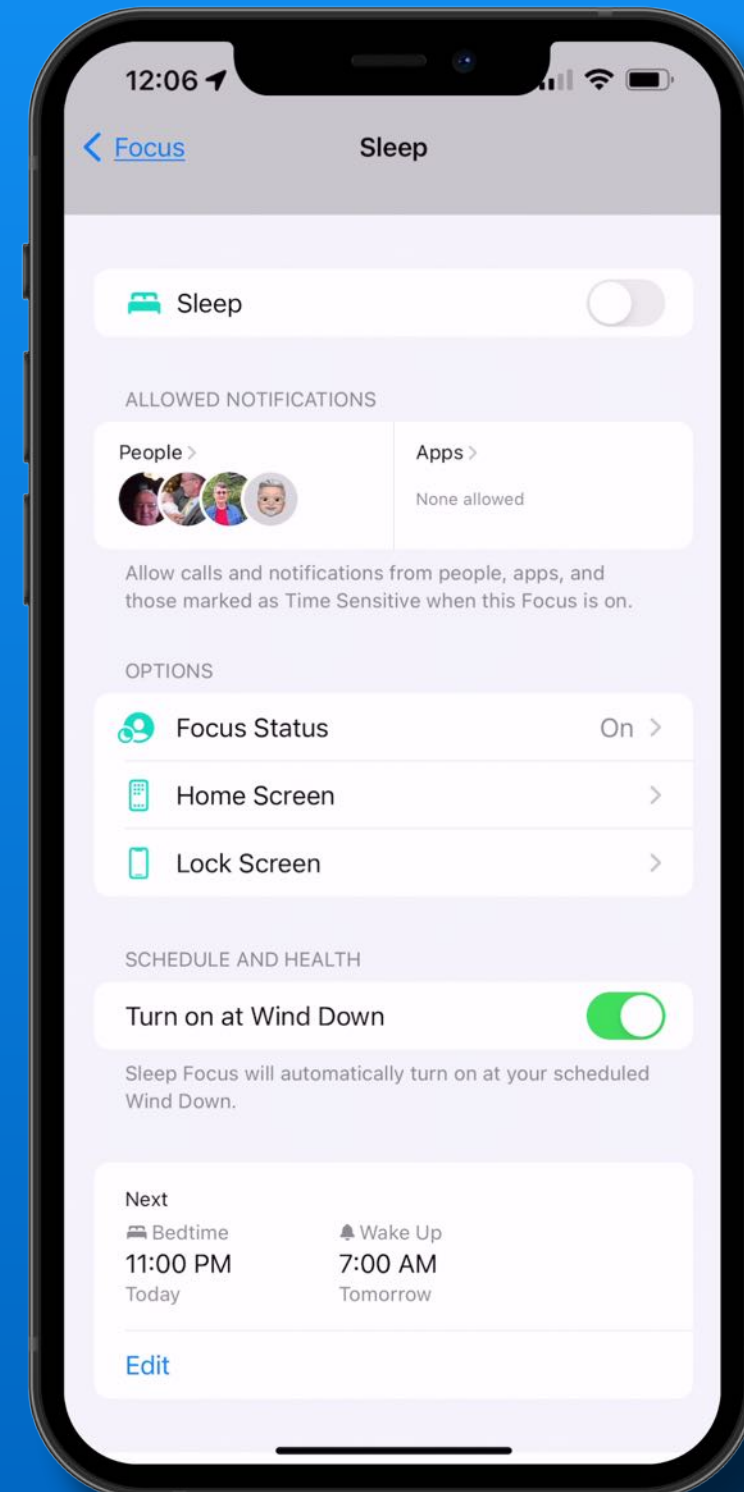 12:06
Focus
Sleep
Sleep
ALLOWED NOTIFICATIONS
People
Apps
None allowed
Allow calls and notifications from people, apps, and
those marked as Time Sensitive when this Focus is on.
OPTIONS
Focus Status On
Home Screen
Lock Screen
SCHEDULE AND HEALTH
Turn on at Wind Down
Sleep Focus will automatically turn on at your scheduled
Wind Down.
Next
Bedtime Wake Up
11:00 PM 7:00 AM
Today Tomorrow
Edit